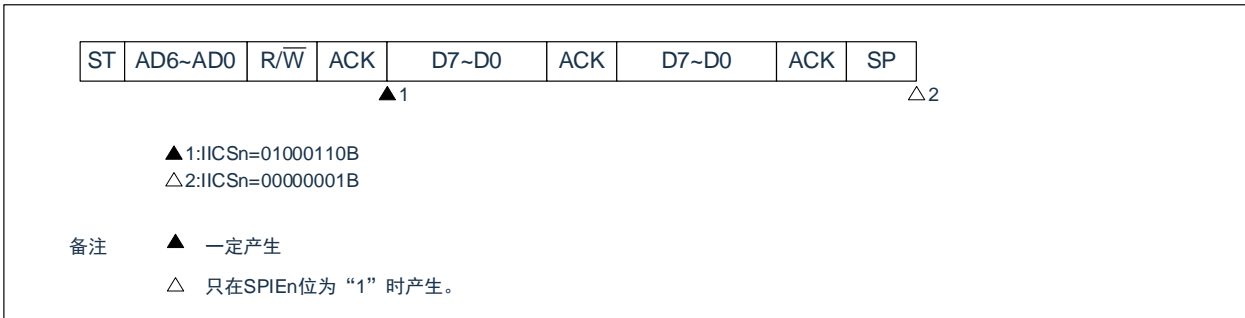 ST AD6~AD0 R/W̅ ACK D7~D0 ACK D7~D0 ACK SP
▲1 △2
▲1:IICSn=01000110B
△2:IICSn=00000001B
备注 ▲ 一定产生
△ 只在SPIEn位为“1”时产生。